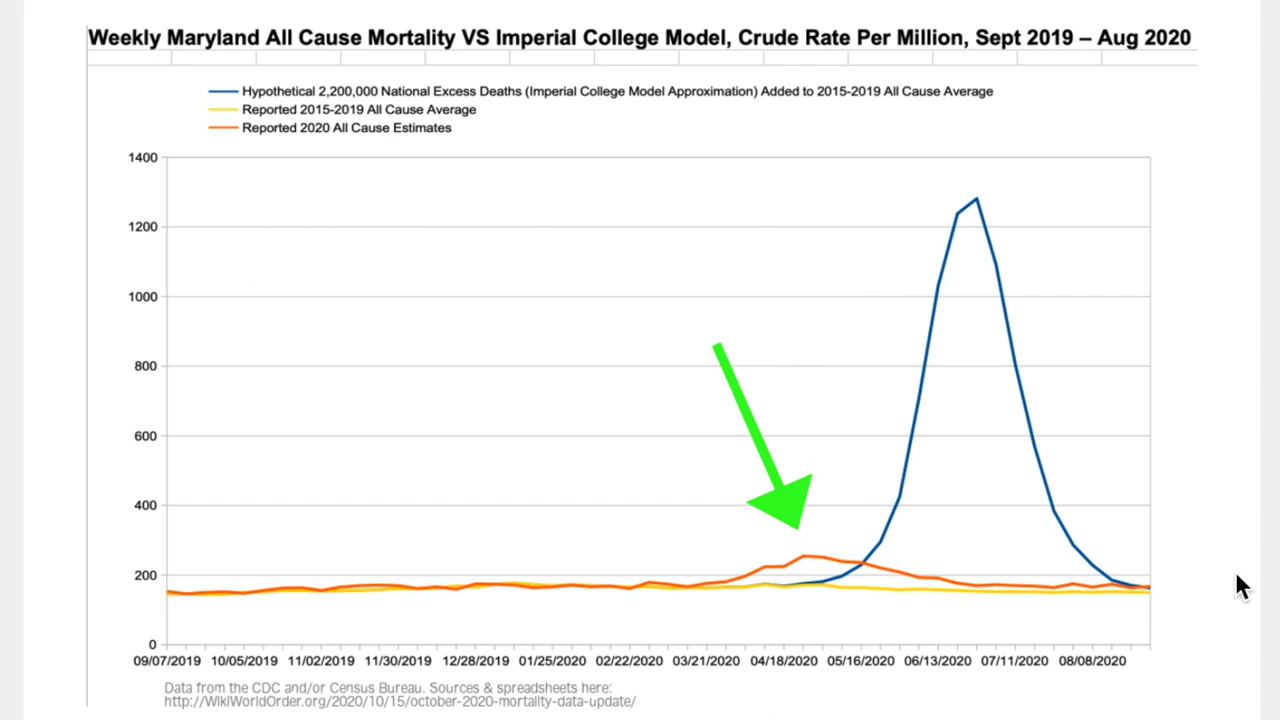 Weekly Maryland All Cause Mortality VS Imperial College Model, Crude Rate Per Million, Sept 2019 – Aug 2020
Hypothetical 2,200,000 National Excess Deaths (Imperial College Model Approximation) Added to 2015-2019 All Cause Average
Reported 2015-2019 All Cause Average
Reported 2020 All Cause Estimates
1400
1200
1000
800
600
400
200
0
09/07/2019 10/05/2019 11/02/2019 11/30/2019 12/28/2019 01/25/2020 02/22/2020 03/21/2020 04/18/2020 05/16/2020 06/13/2020 07/11/2020 08/08/2020
Data from the CDC and/or Census Bureau. Sources & spreadsheets here:
http://WikiWorldOrder.org/2020/10/15/october-2020-mortality-data-update/